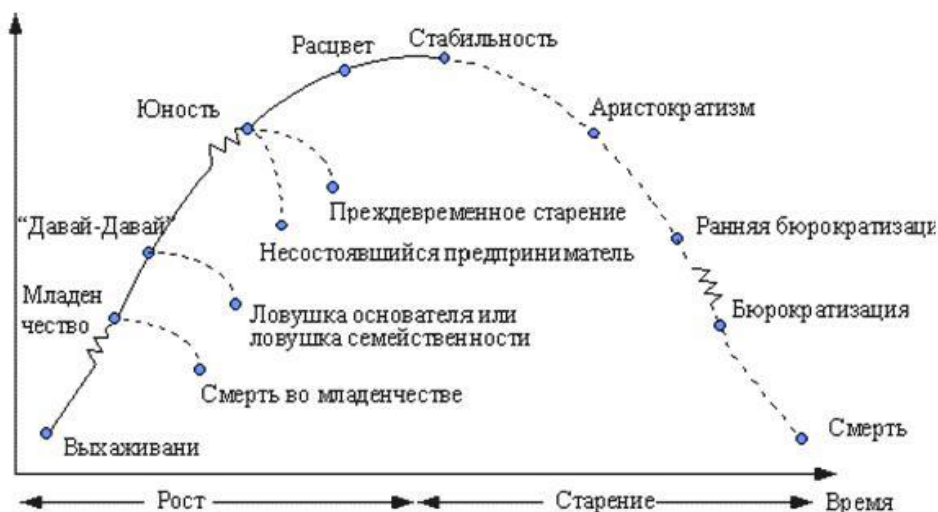 Стабильность
Расцвет
Юность
Аристократизм
Преждевременное старение
"Давай-Давай"
Несостоявшийся предприниматель
Ранняя бюрократизаци
Младен
чество
Ловушка основателя или
ловушка семейственности
Бюрократизация
Смерть во младенчестве
Выхаживани
Смерть
Рост
Старение
Время